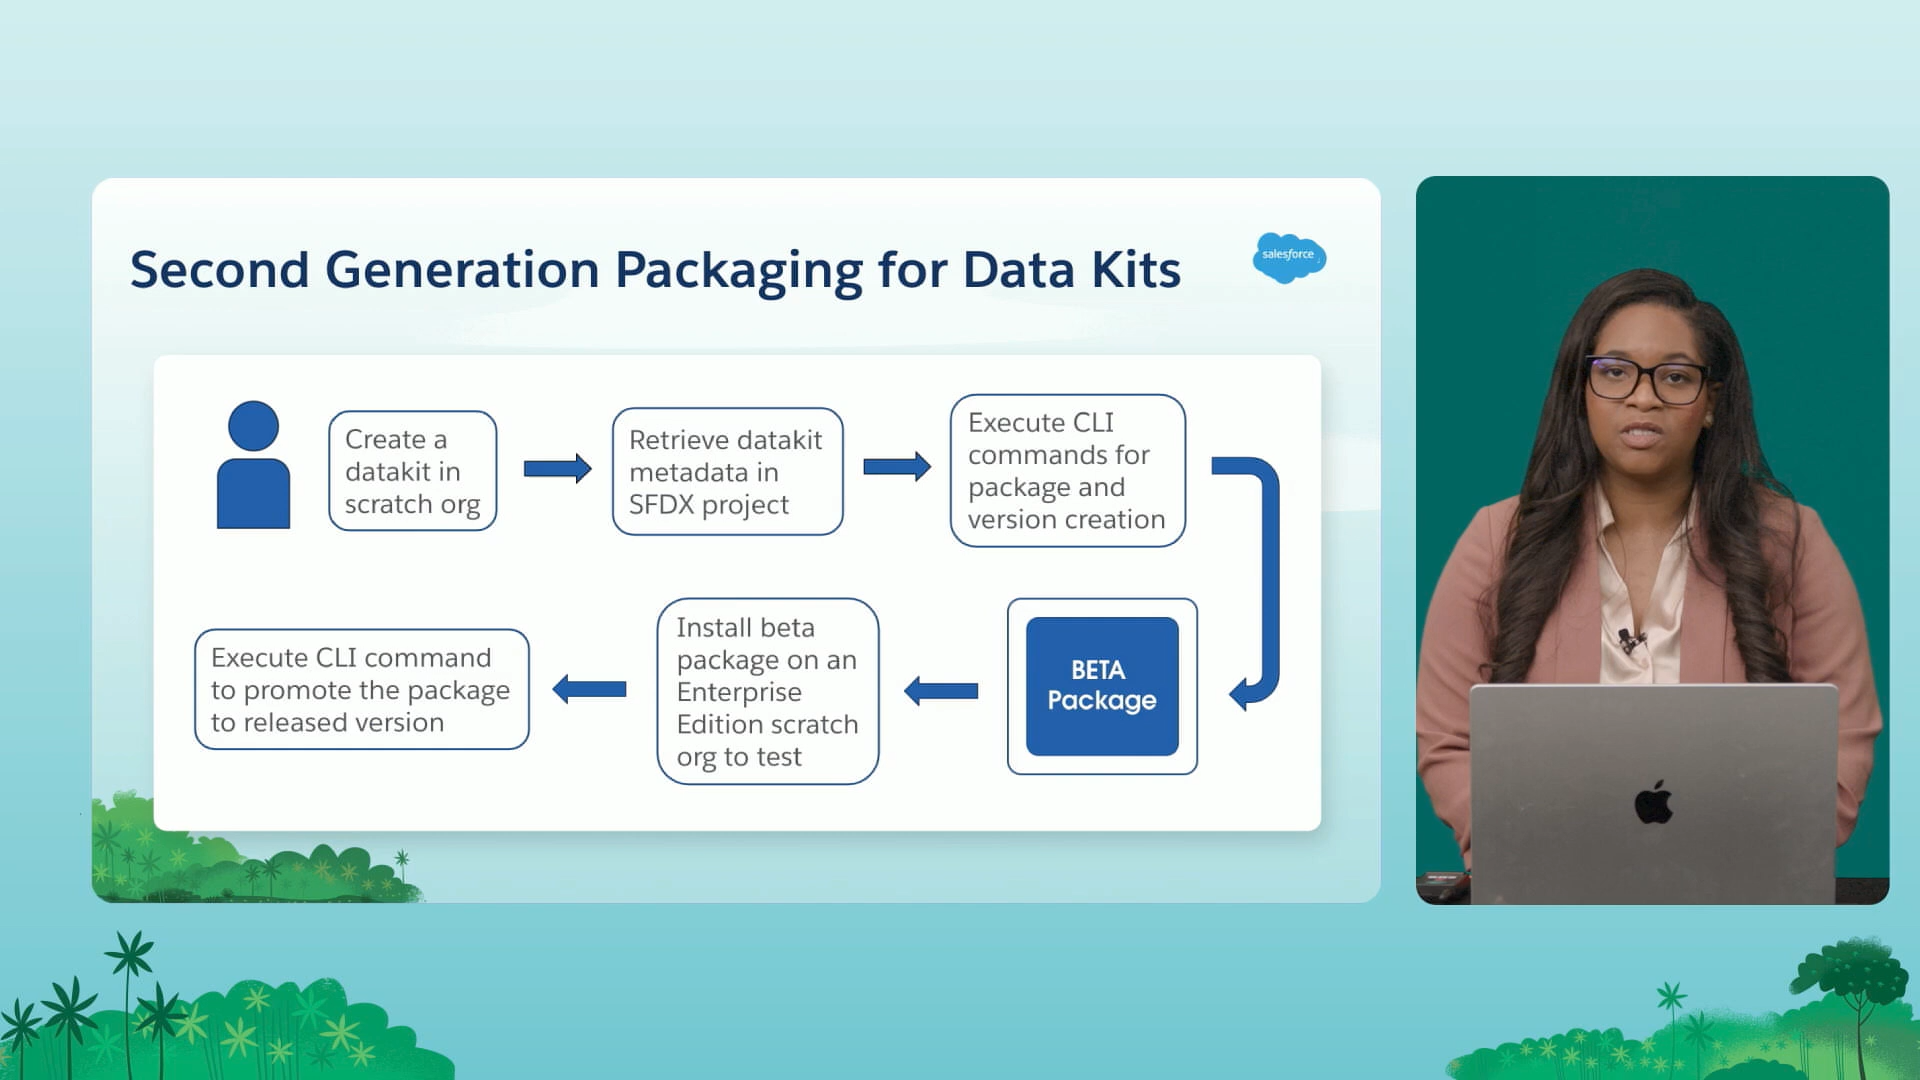 Second Generation Packaging for Data Kits
salesforce
Create a
datakit in
scratch org
Retrieve datakit
metadata in
SFDX project
Execute CLI
commands for
package and
version creation
Execute CLI command
to promote the package
to released version
Install beta
package on an
Enterprise
Edition scratch
org to test
BETA
Package